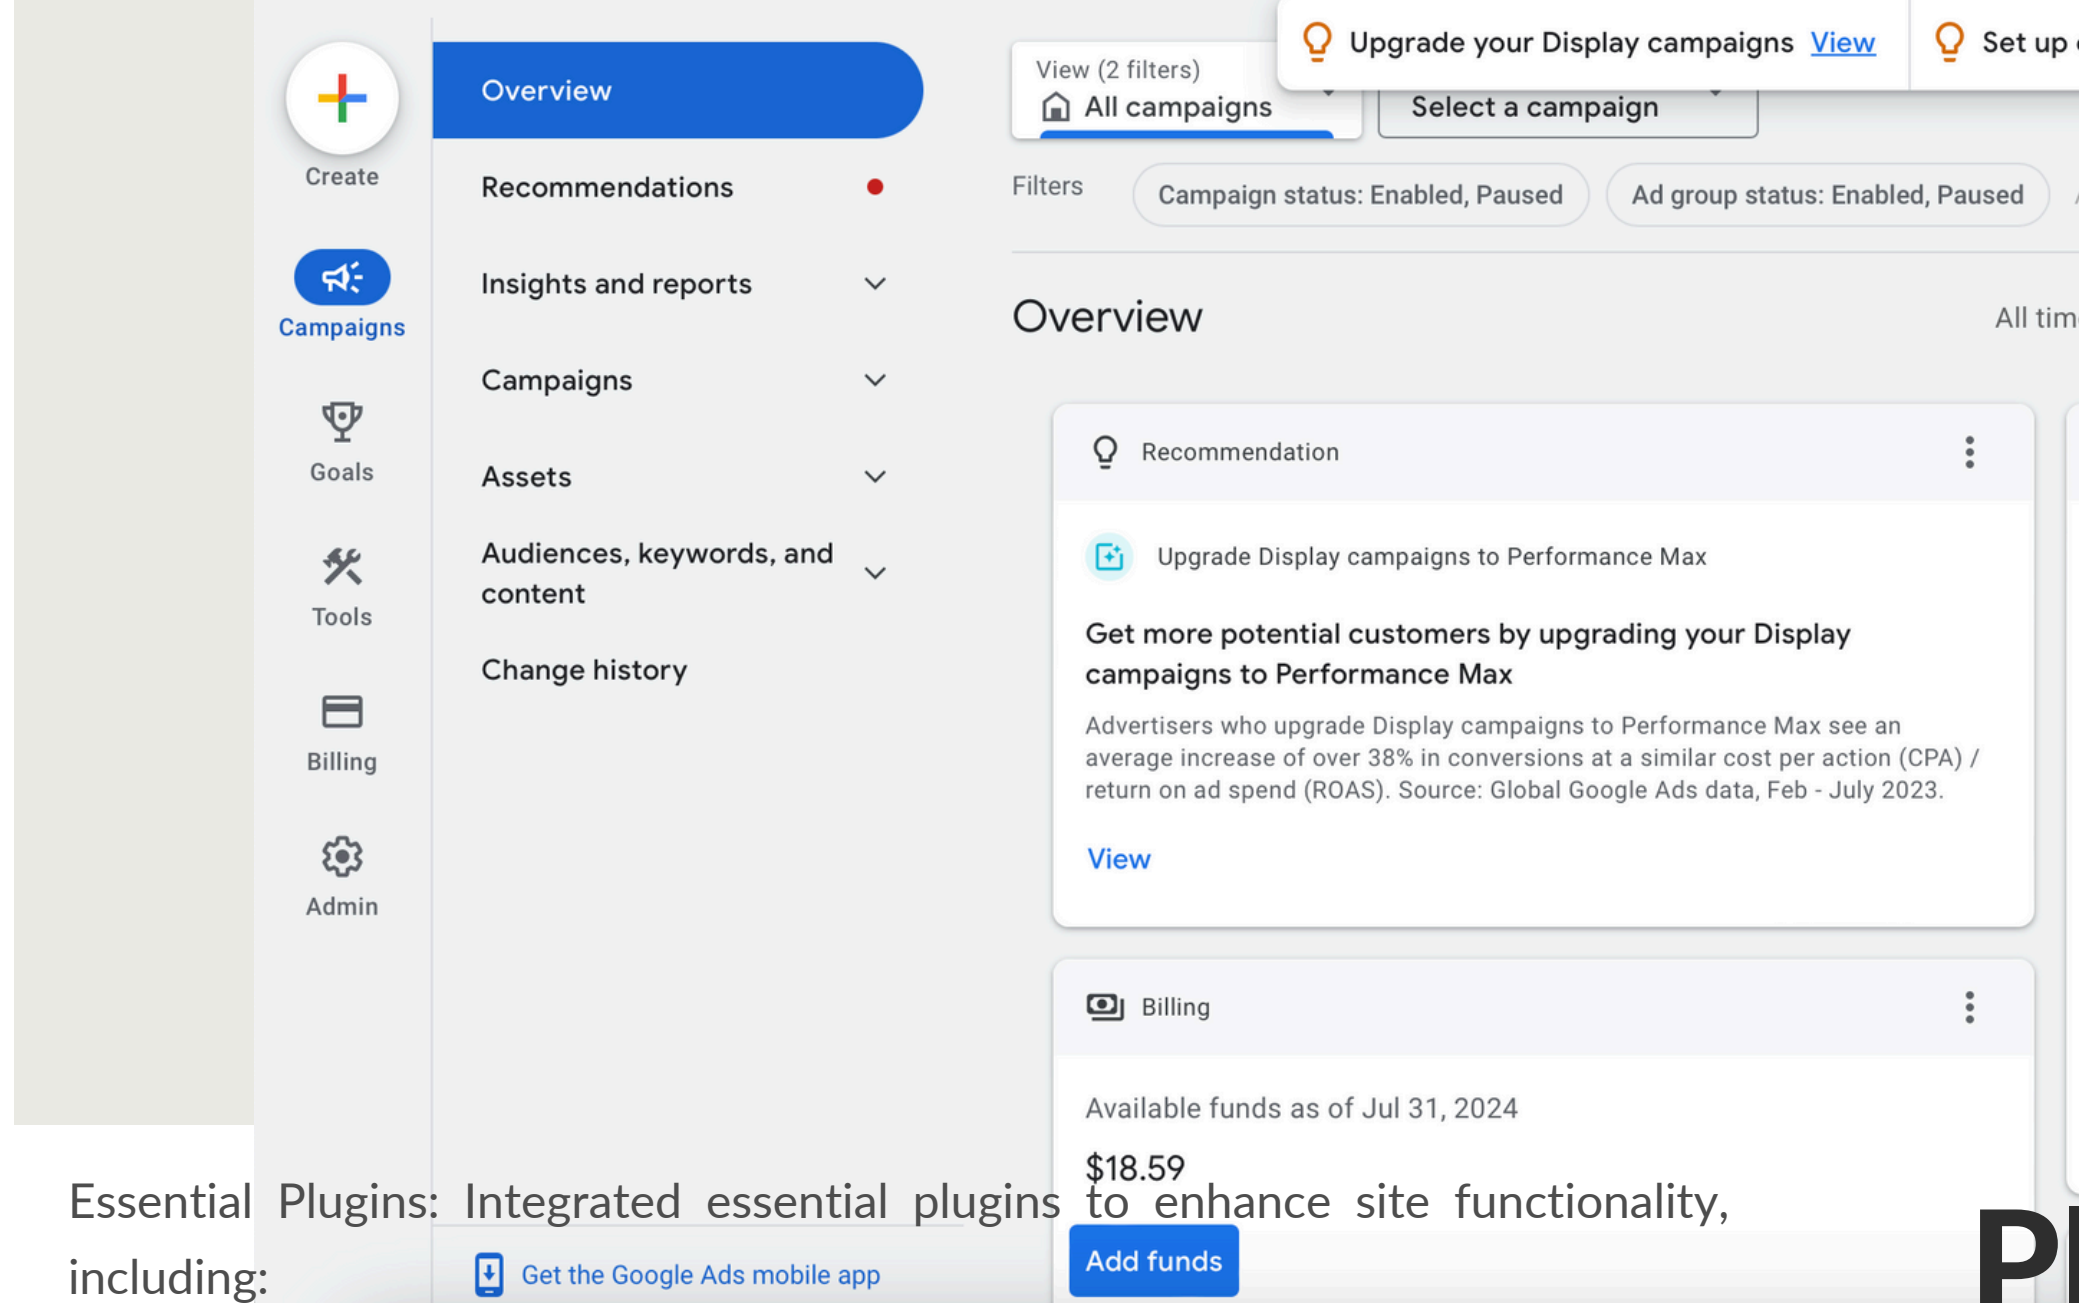 Create
Campaigns
Goals
Tools
Billing
Admin
Overview
Recommendations
Insights and reports
Campaigns
Assets
Audiences, keywords, and
content
Change history
Get the Google Ads mobile app
Upgrade your Display campaigns View
Set up
View (2 filters)
All campaigns
Select a campaign
Filters
Campaign status: Enabled, Paused
Ad group status: Enabled, Paused
Overview
All
Recommendation
Upgrade Display campaigns to Performance Max
Get more potential customers by upgrading your Display
campaigns to Performance Max
Advertisers who upgrade Display campaigns to Performance Max see an
average increase of over 38% in conversions at a similar cost per action (CPA) /
return on ad spend (ROAS). Source: Global Google Ads data, Feb - July 2023.
View
Billing
Available funds as of Jul 31, 2024
$18.59
Add funds
Essential Plugins: Integrated essential plugins to enhance site functionality,
including: